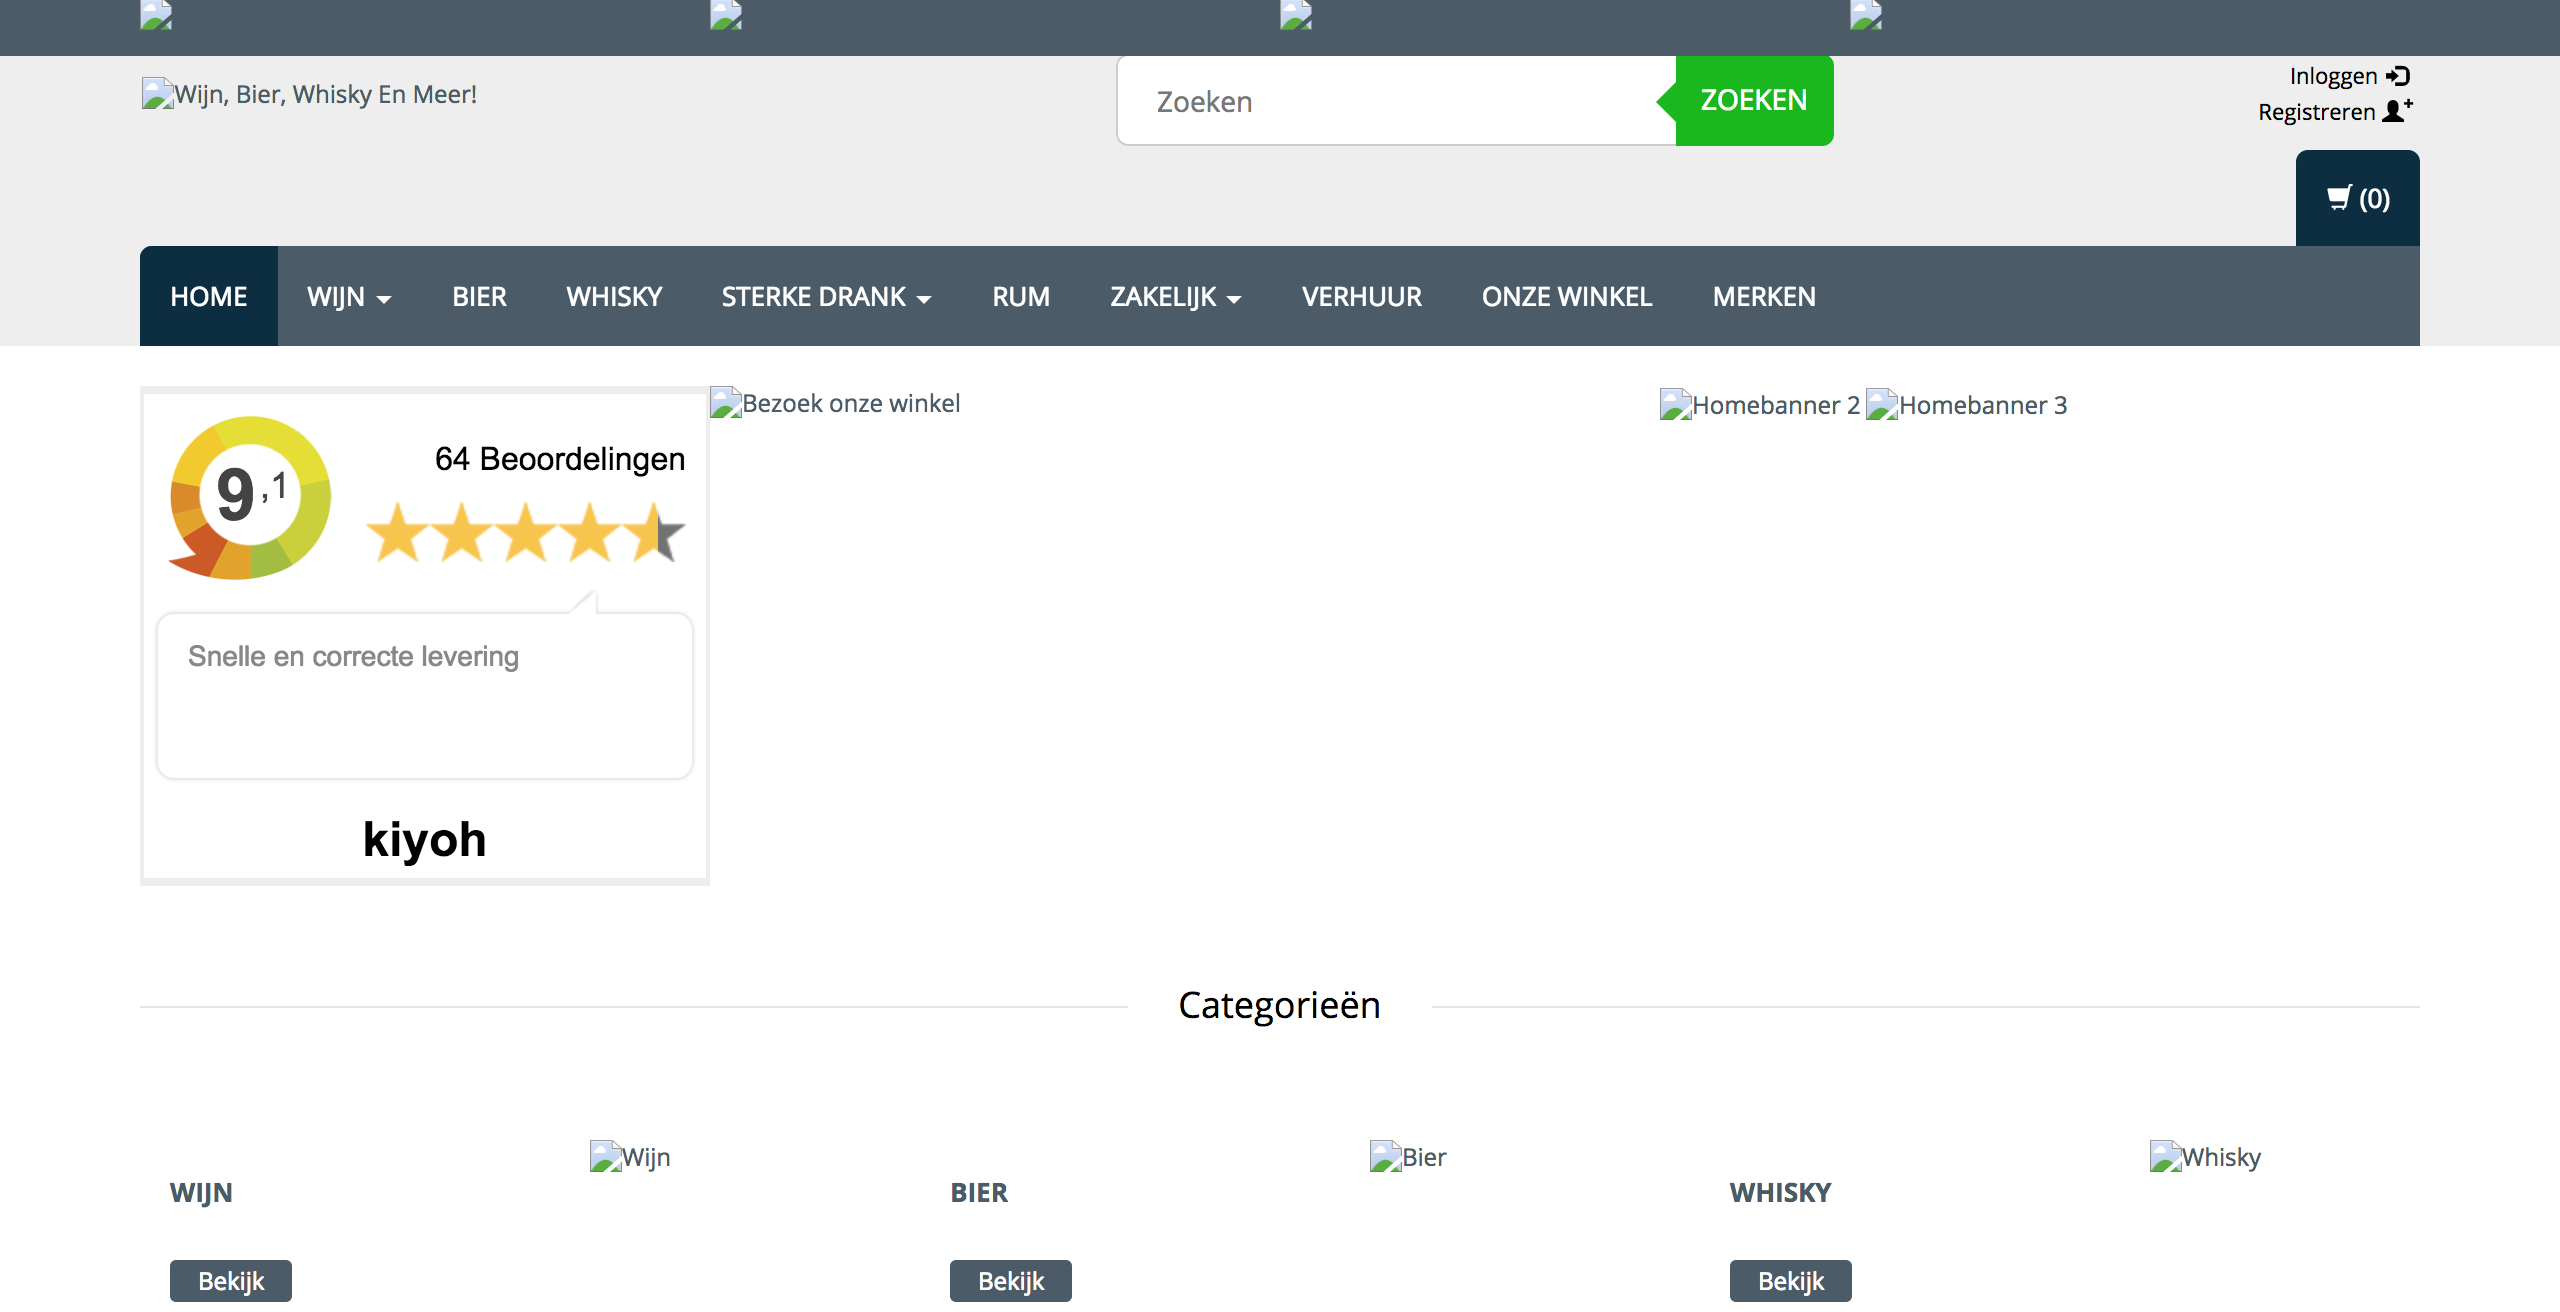 Wijn, Bier, Whisky En Meer!
Zoeken
ZOEKEN
Inloggen
Registreren
(0)
HOME WIJN BIER WHISKY STERKE DRANK RUM ZAKELIJK VERHUUR ONZE WINKEL MERKEN
9,1
64 Beoordelingen
Snelle en correcte levering
kiyoh
Bezoek onze winkel
Homebanner 2 Homebanner 3
Categorieën
WIJN
Wijn
Bekijk
BIER
Bier
Bekijk
WHISKY
Whisky
Bekijk